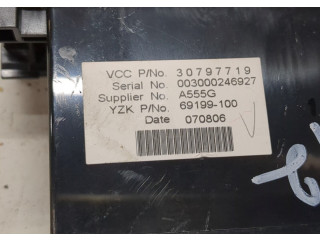 VCC P/No. 30797719
Serial No. 003000246927
Supplier No. A555G
YZK P/No. 69199-100
Date 070806